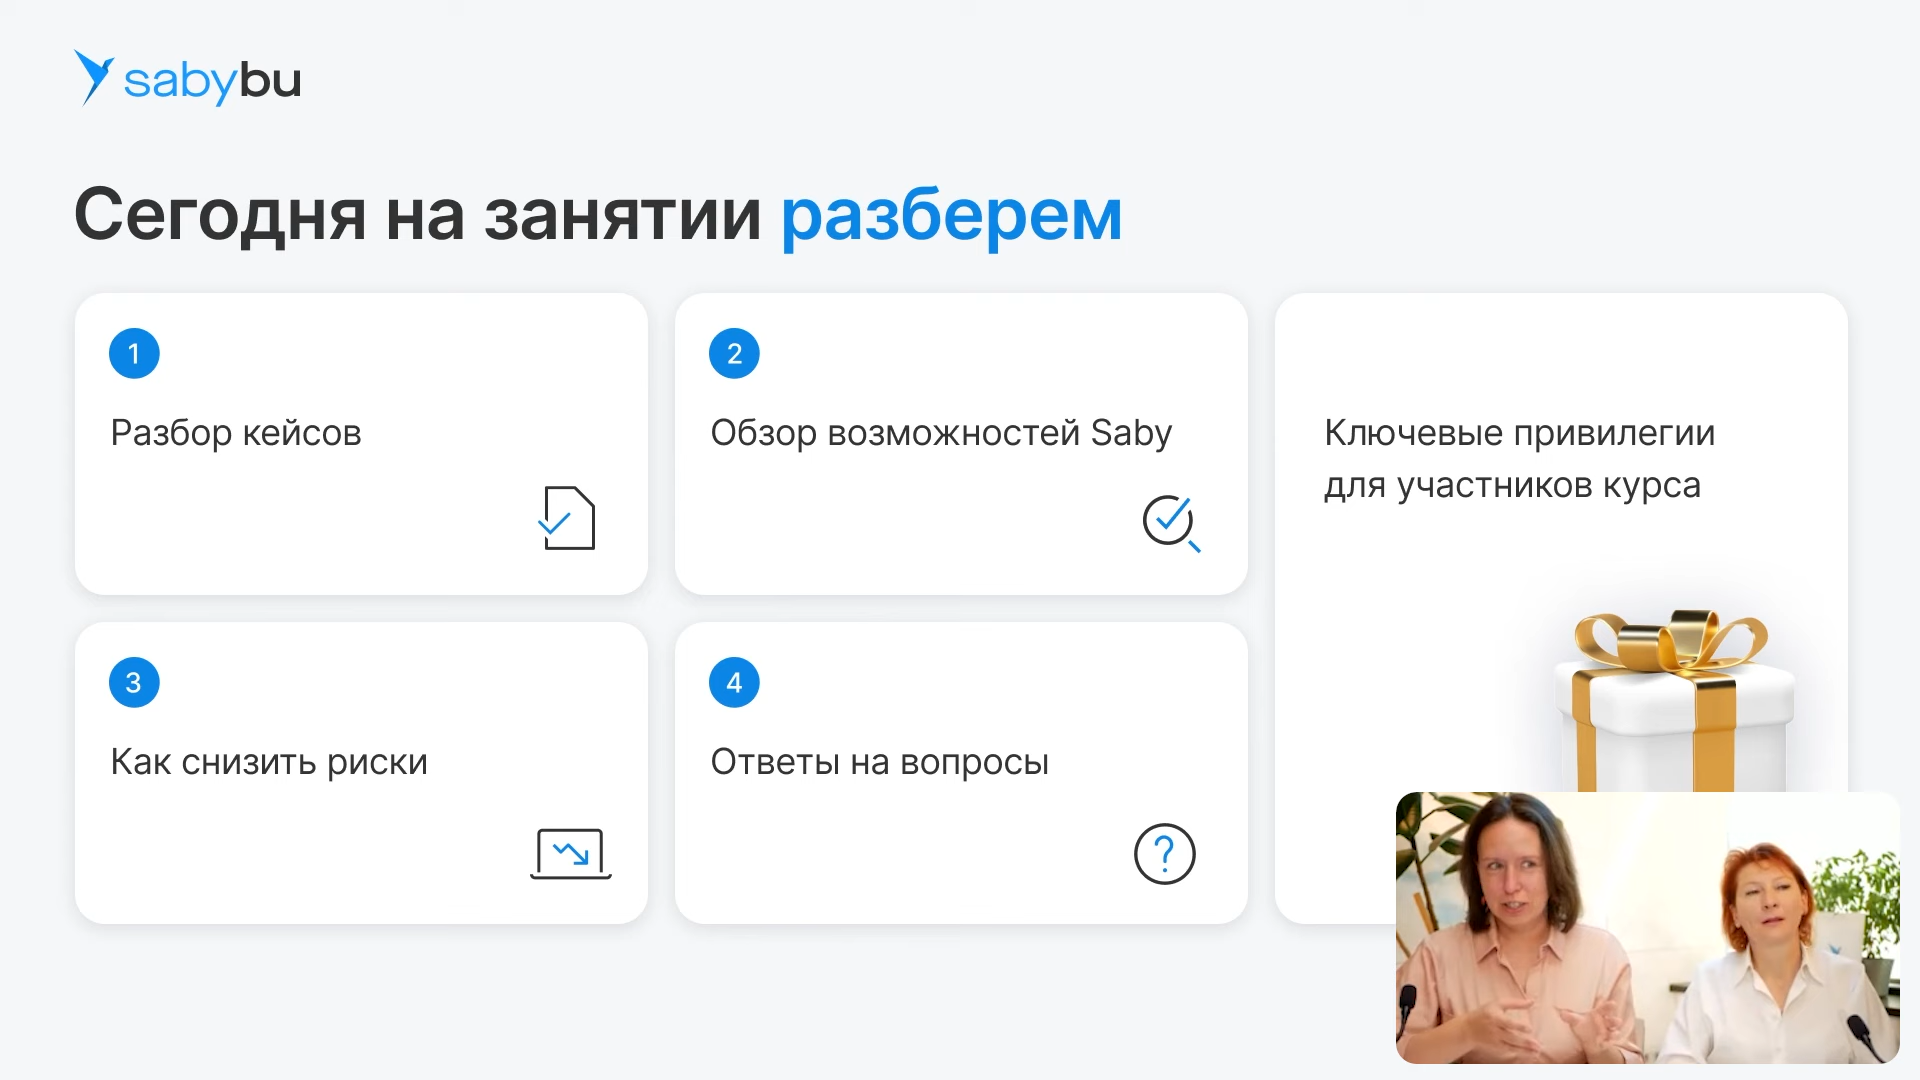 sabybu
Сегодня на занятии разберем
1
Разбор кейсов
2
Обзор возможностей Saby
3
Как снизить риски
4
Ответы на вопросы
Ключевые привилегии
для участников курса